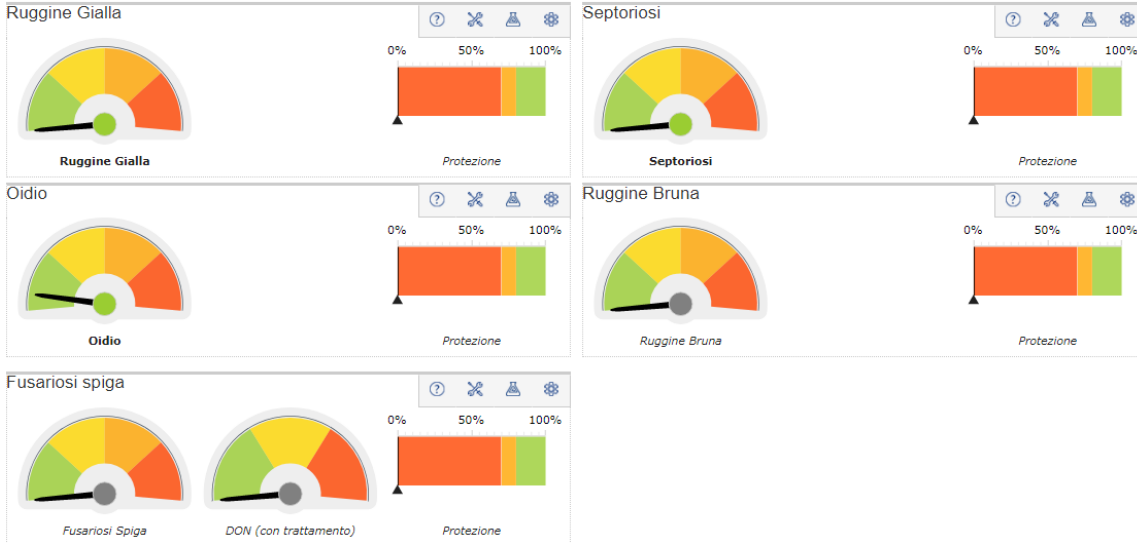 Ruggine Gialla
?
0% 50% 100%
Ruggine Gialla
Protezione
Septoriosi
?
0% 50% 100%
Septoriosi
Protezione
Oidio
?
0% 50% 100%
Oidio
Protezione
Ruggine Bruna
?
0% 50% 100%
Ruggine Bruna
Protezione
Fusariosi spiga
?
0% 50% 100%
Fusariosi Spiga
DON (con trattamento)
Protezione